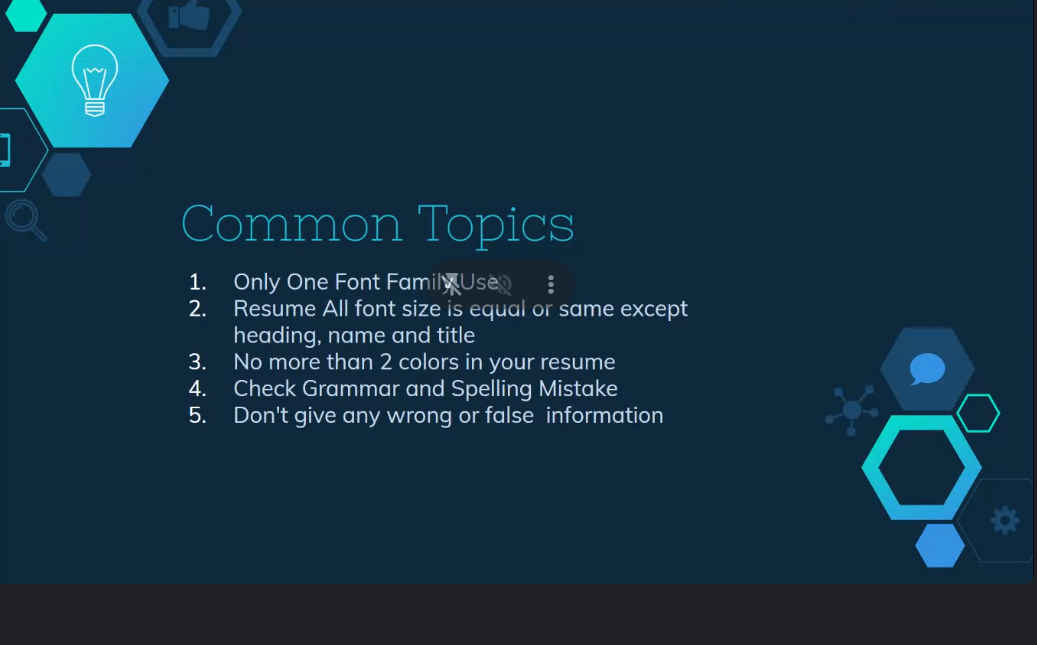 Common Topics
1. Only One Font Family Use
2. Resume All font size is equal or same except
heading, name and title
3. No more than 2 colors in your resume
4. Check Grammar and Spelling Mistake
5. Don't give any wrong or false  information